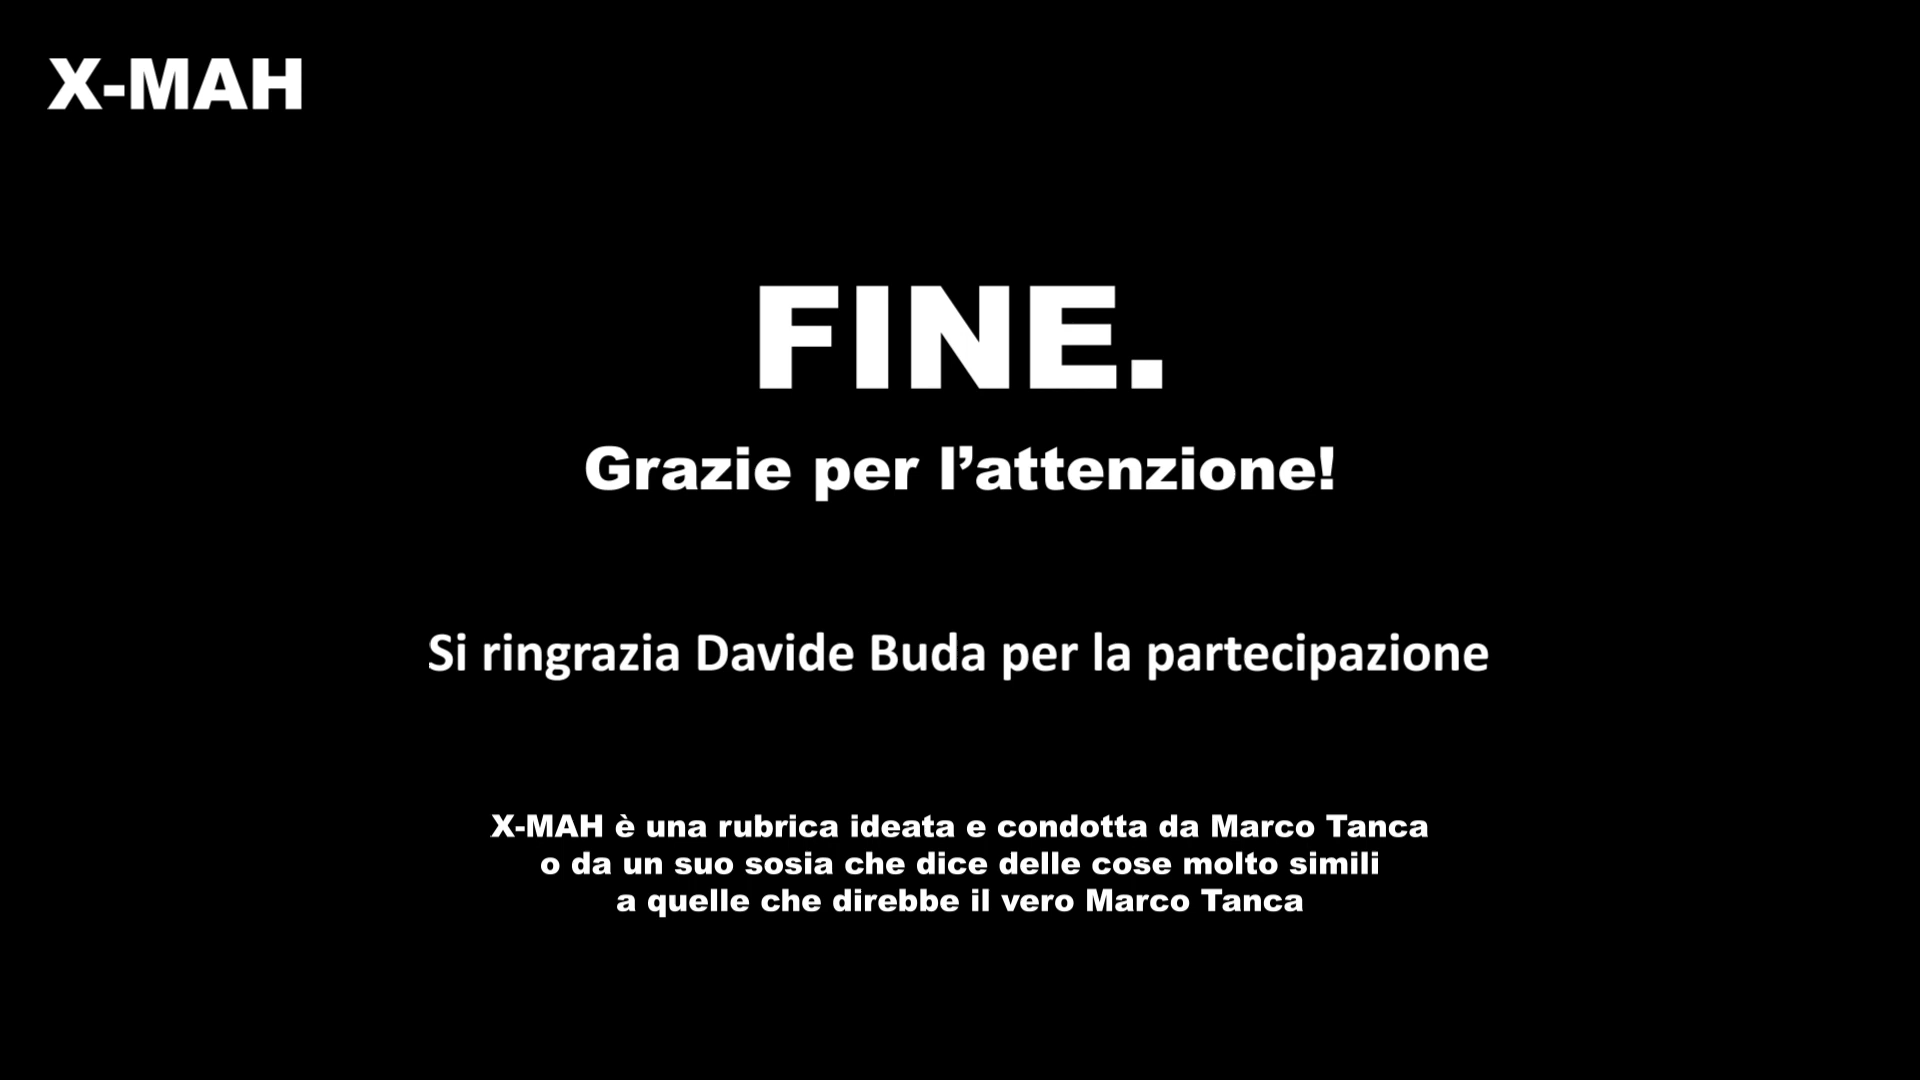 X-MAH
FINE.
Grazie per l’attenzione!
Si ringrazia Davide Buda per la partecipazione
X-MAH è una rubrica ideata e condotta da Marco Tanca
o da un suo sosia che dice delle cose molto simili
a quelle che direbbe il vero Marco Tanca